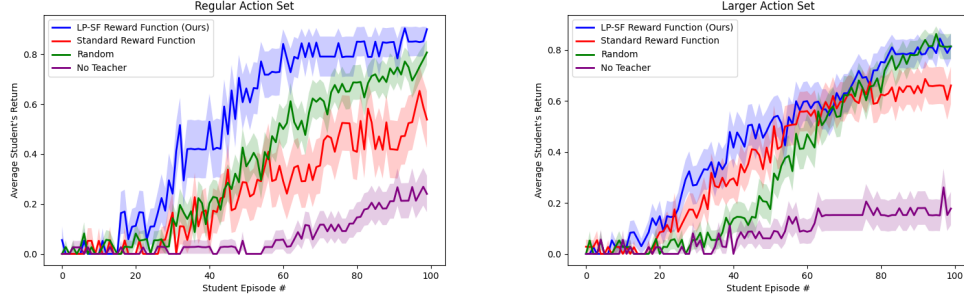 Regular Action Set
LP-SF Reward Function (Ours)
Standard Reward Function
Random
No Teacher
Average Student's Return
0.8
0.6
0.4
0.2
0.0
0
20
40
60
80
100
Student Episode #
Larger Action Set
LP-SF Reward Function (Ours)
Standard Reward Function
Random
No Teacher
Average Student's Return
0.8
0.6
0.4
0.2
0.0
0
20
40
60
80
100
Student Episode #